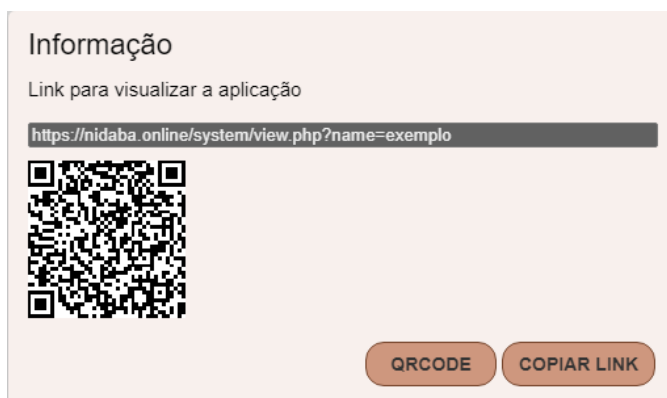 Informação
Link para visualizar a aplicação
https://nidaba.online/system/view.php?name=exemplo
QRCODE
COPIAR LINK